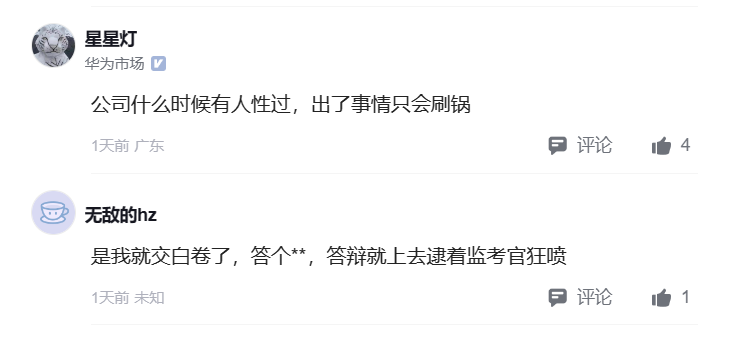 星星灯
华为市场 V
公司什么时候有人性过，出了事情只会刷锅
1天前 广东 评论 4
无敌的hz
是我就交白卷了，答个**，答辩就上去逮着监考官狂喷
1天前 未知 评论 1